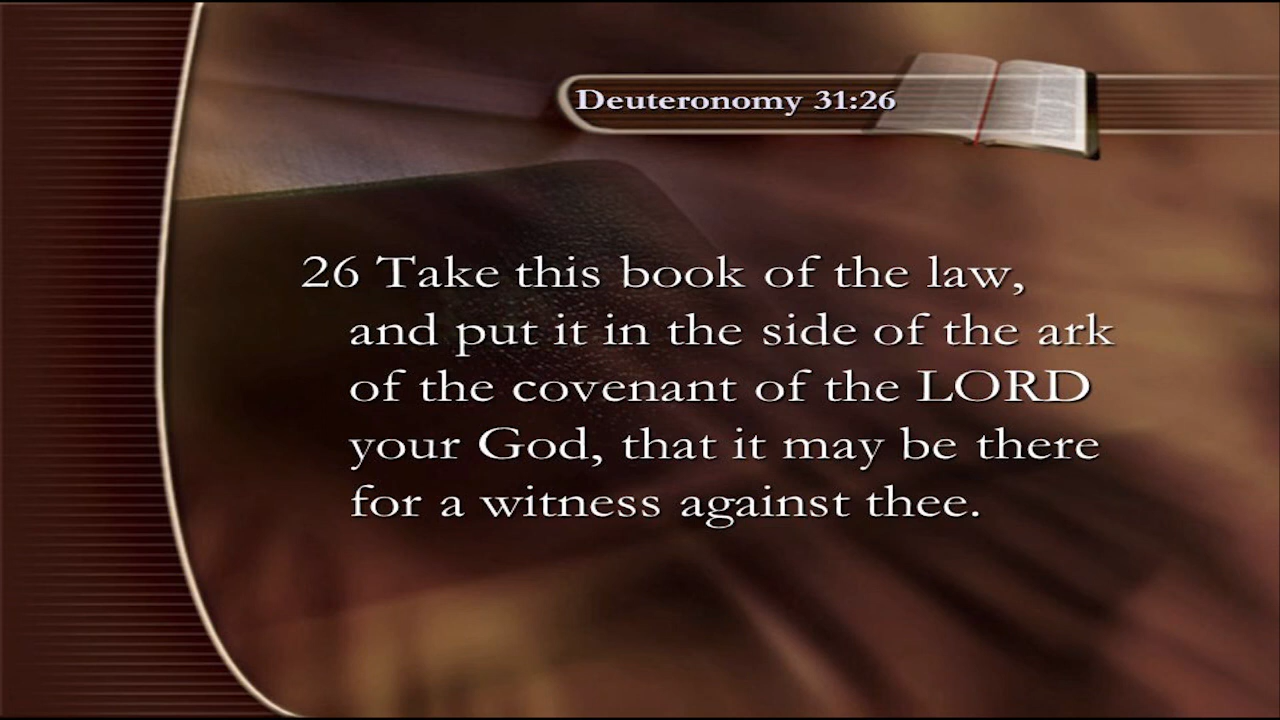 Deuteronomy 31:26
26 Take this book of the law,
and put it in the side of the ark
of the covenant of the LORD
your God, that it may be there
for a witness against thee.